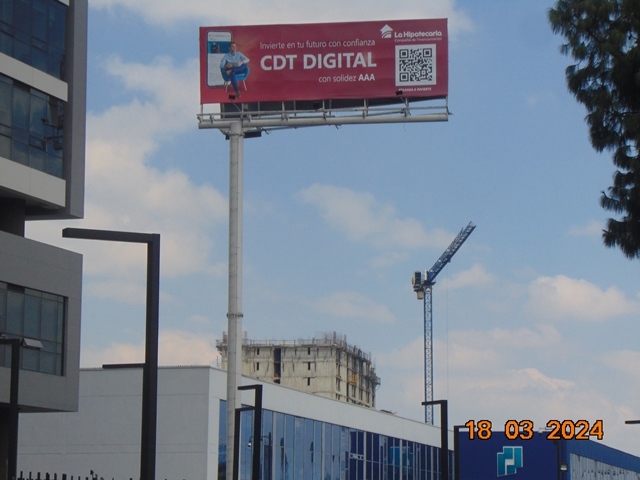 Invierte en tu futuro con confianza
CDT DIGITAL
con solidez AAA
La Hipotecaria
18 03 2024